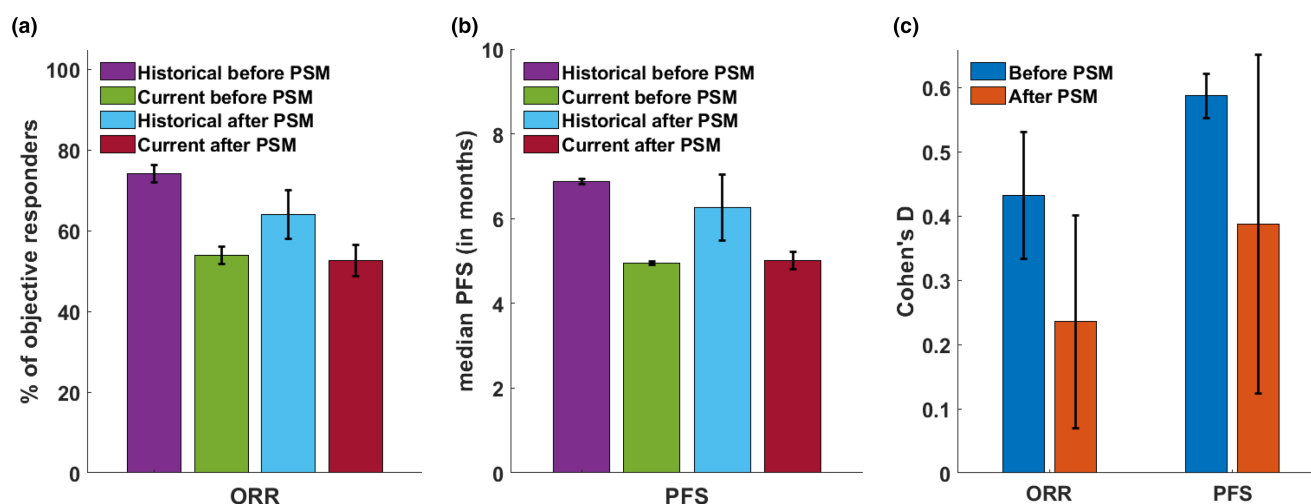 (a)
% of objective responders
100
80
60
40
20
0
Historical before PSM
Current before PSM
Historical after PSM
Current after PSM
ORR
(b)
median PFS (in months)
10
8
6
4
2
0
Historical before PSM
Current before PSM
Historical after PSM
Current after PSM
PFS
(c)
Cohen's D
0.6
0.5
0.4
0.3
0.2
0.1
0
Before PSM
After PSM
ORR
PFS